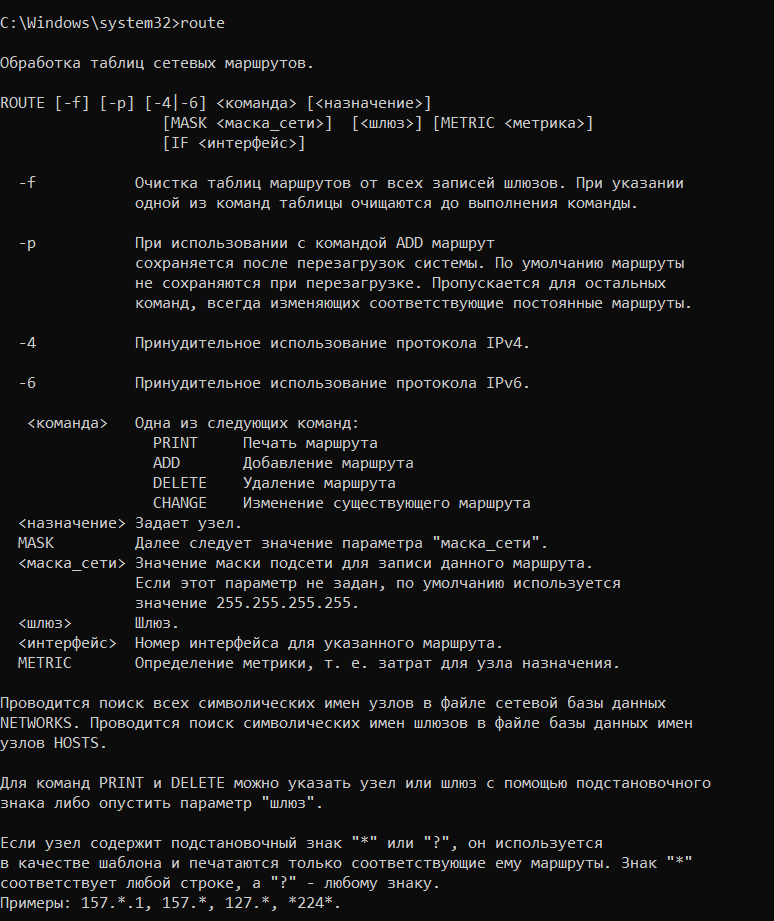 C:\Windows\system32>route
Обработка таблиц сетевых маршрутов.
ROUTE [-f] [-p] [-4|-6] <команда> [<назначение>]
[MASK <маска_сети>]  [<шлюз>] [METRIC <метрика>]
[IF <интерфейс>]
-f           Очистка таблиц маршрутов от всех записей шлюзов. При указании
одной из команд таблицы очищаются до выполнения команды.
-p           При использовании с командой ADD маршрут
сохраняется после перезагрузок системы. По умолчанию маршруты
не сохраняются при перезагрузке. Пропускается для остальных
команд, всегда изменяющих соответствующие постоянные маршруты.
-4           Принудительное использование протокола IPv4.
-6           Принудительное использование протокола IPv6.
<команда>   Одна из следующих команд:
PRINT     Печать маршрута
ADD       Добавление маршрута
DELETE    Удаление маршрута
CHANGE    Изменение существующего маршрута
<назначение> Задает узел.
MASK         Далее следует значение параметра "маска_сети".
<маска_сети> Значение маски подсети для записи данного маршрута.
Если этот параметр не задан, по умолчанию используется
значение 255.255.255.255.
<шлюз>       Шлюз.
<интерфейс>  Номер интерфейса для указанного маршрута.
METRIC       Определение метрики, т. е. затрат для узла назначения.
Проводится поиск всех символических имен узлов в файле сетевой базы данных
NETWORKS. Проводится поиск символических имен шлюзов в файле базы данных имен
узлов HOSTS.
Для команд PRINT и DELETE можно указать узел или шлюз с помощью подстановочного
знака либо опустить параметр "шлюз".
Если узел содержит подстановочный знак "*" или "?", он используется
в качестве шаблона и печатаются только соответствующие ему маршруты. Знак "*"
соответствует любой строке, а "?" - любому знаку.
Примеры: 157.*.1, 157.*, 127.*, *224*.